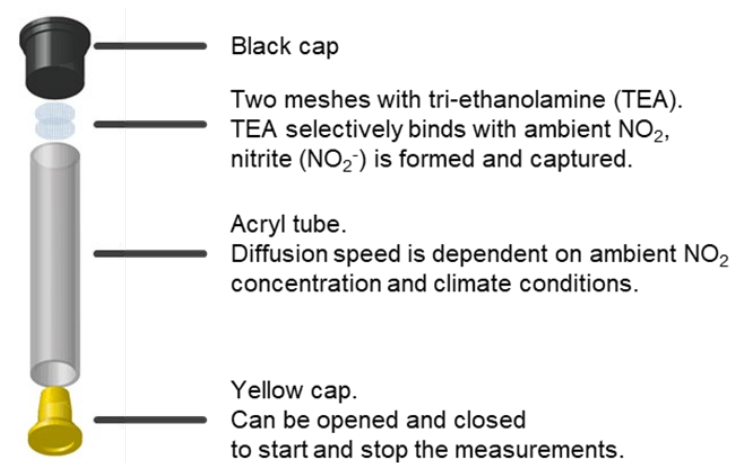 Black cap
Two meshes with tri-ethanolamine (TEA).
TEA selectively binds with ambient NO₂,
nitrite (NO₂⁻) is formed and captured.
Acryl tube.
Diffusion speed is dependent on ambient NO₂
concentration and climate conditions.
Yellow cap.
Can be opened and closed
to start and stop the measurements.